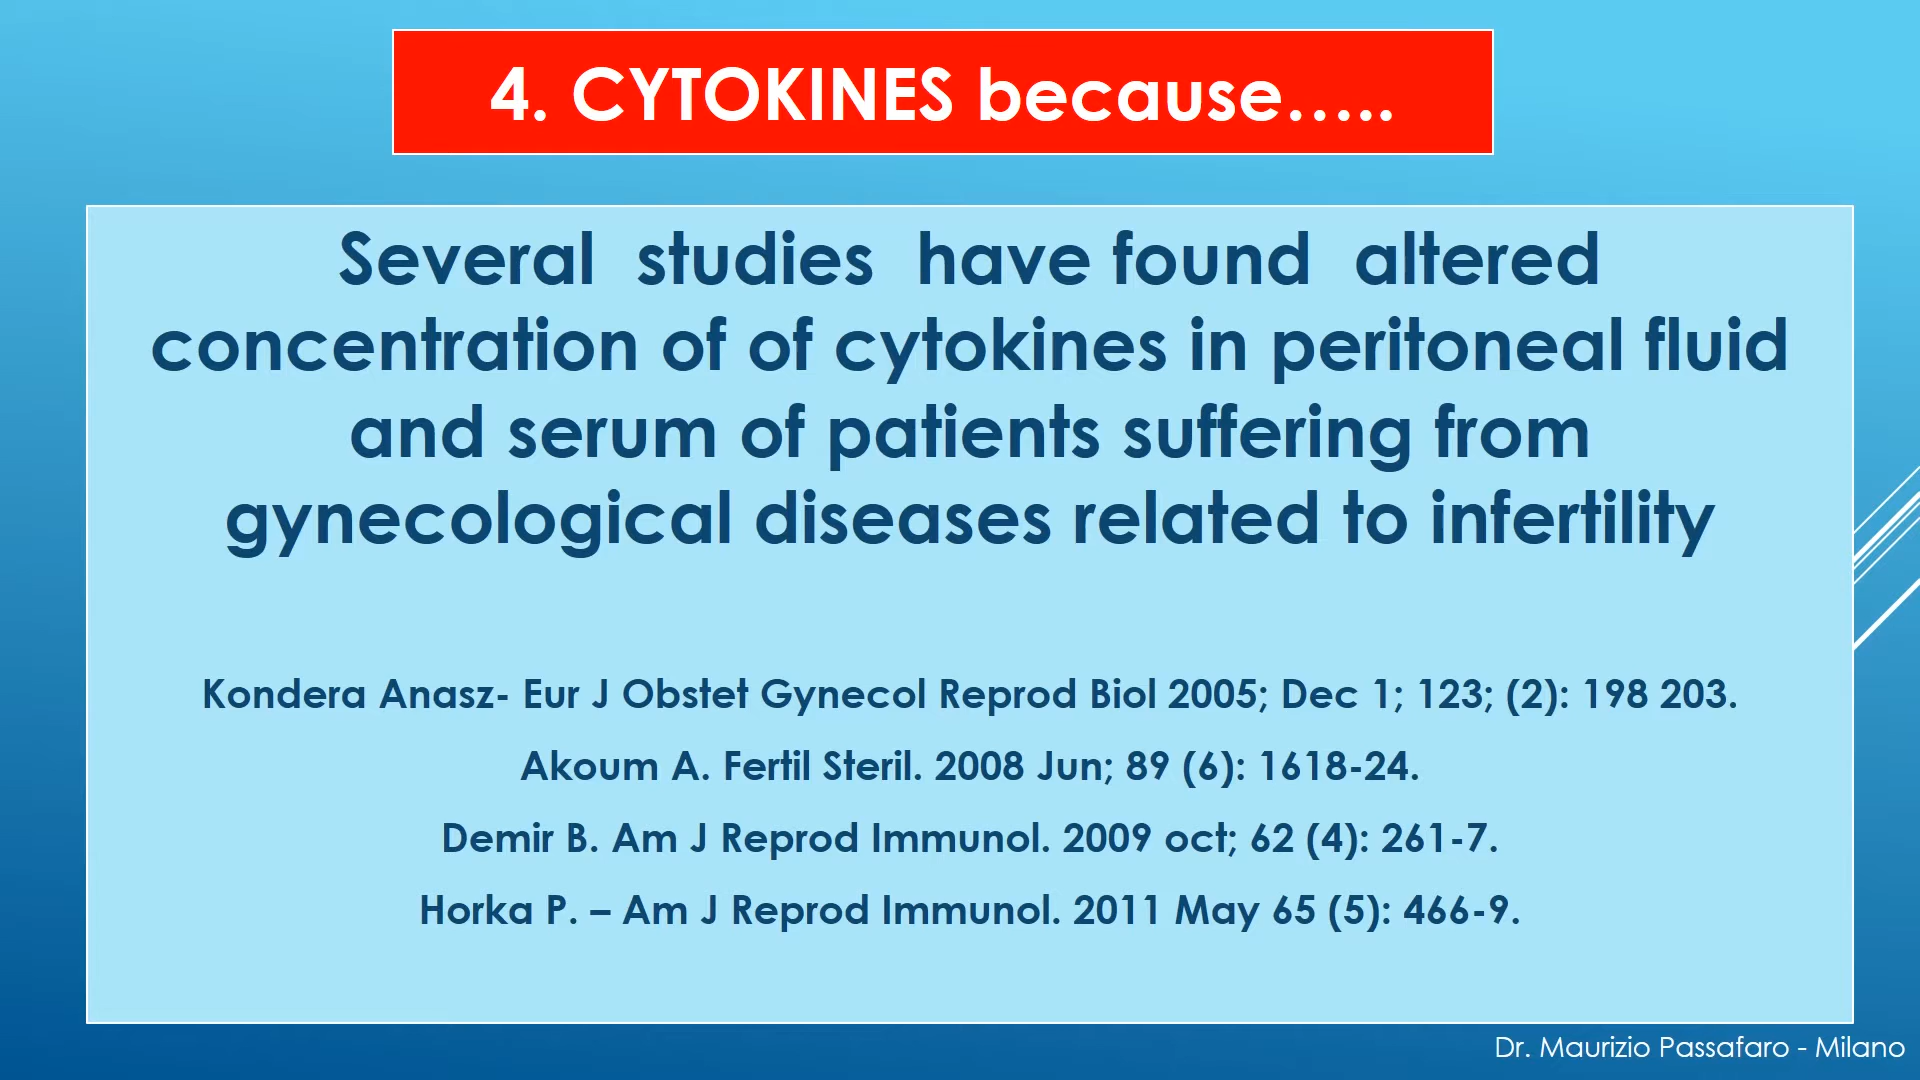 4. CYTOKINES because…..
Several studies have found altered
concentration of of cytokines in peritoneal fluid
and serum of patients suffering from
gynecological diseases related to infertility
Kondera Anasz- Eur J Obstet Gynecol Reprod Biol 2005; Dec 1; 123; (2): 198 203.
Akoum A. Fertil Steril. 2008 Jun; 89 (6): 1618-24.
Demir B. Am J Reprod Immunol. 2009 oct; 62 (4): 261-7.
Horka P. – Am J Reprod Immunol. 2011 May 65 (5): 466-9.
Dr. Maurizio Passafaro - Milano